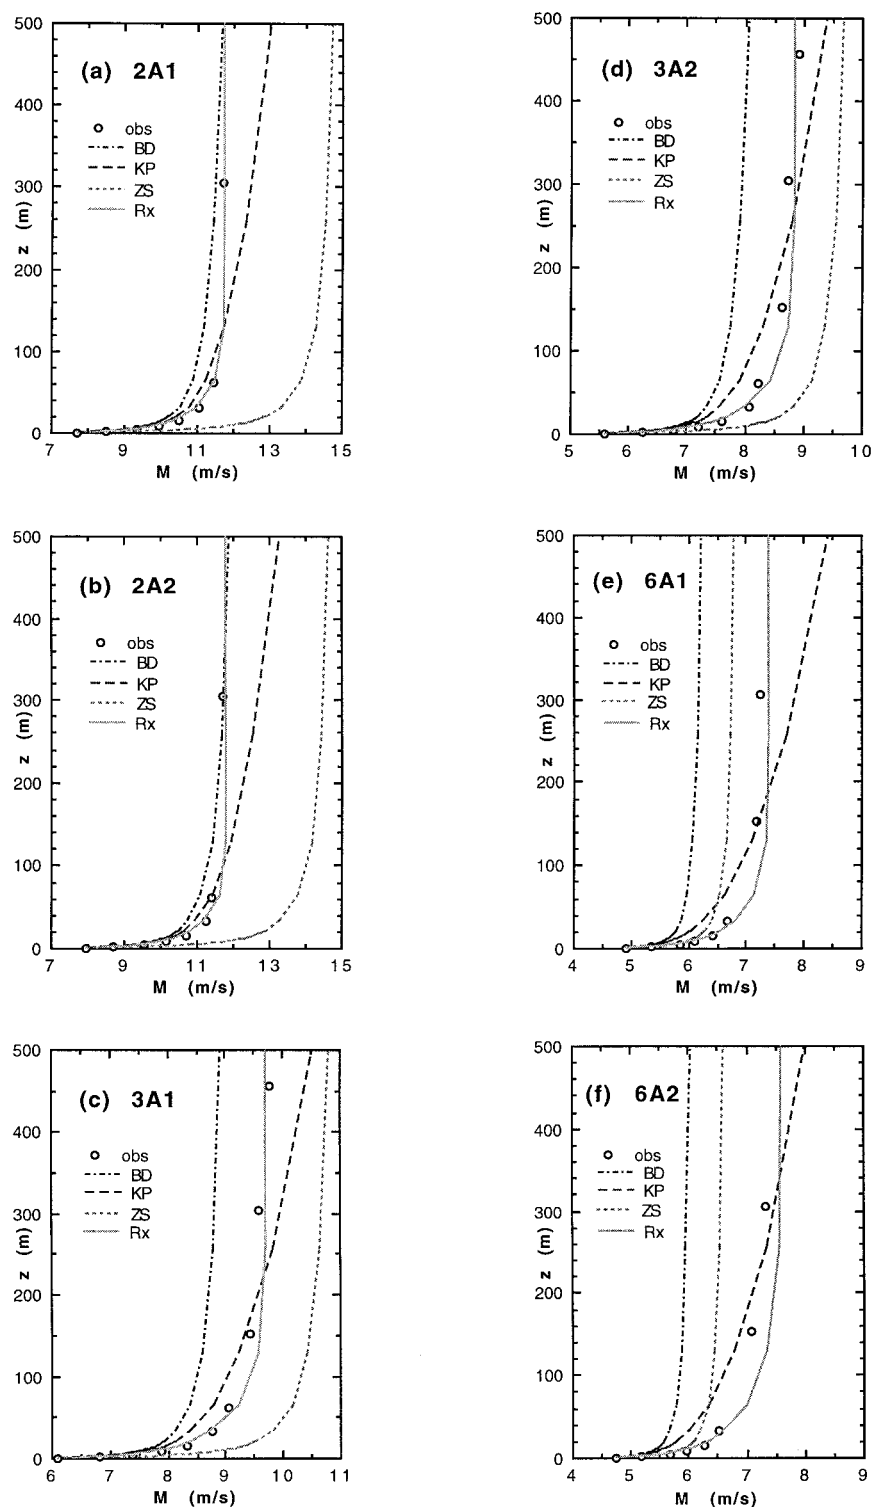 (a) 2A1
obs
BD
KP
ZS
Rx
500
400
300
200
100
0
z (m)
7 9 11 13 15
M (m/s)
(d) 3A2
obs
BD
KP
ZS
Rx
500
400
300
200
100
0
z (m)
5 6 7 8 9 10
M (m/s)
(b) 2A2
obs
BD
KP
ZS
Rx
500
400
300
200
100
0
z (m)
7 9 11 13 15
M (m/s)
(e) 6A1
obs
BD
KP
ZS
Rx
500
400
300
200
100
0
z (m)
4 5 6 7 8 9
M (m/s)
(c) 3A1
obs
BD
KP
ZS
Rx
500
400
300
200
100
0
z (m)
6 7 8 9 10 11
M (m/s)
(f) 6A2
obs
BD
KP
ZS
Rx
500
400
300
200
100
0
z (m)
4 5 6 7 8 9
M (m/s)